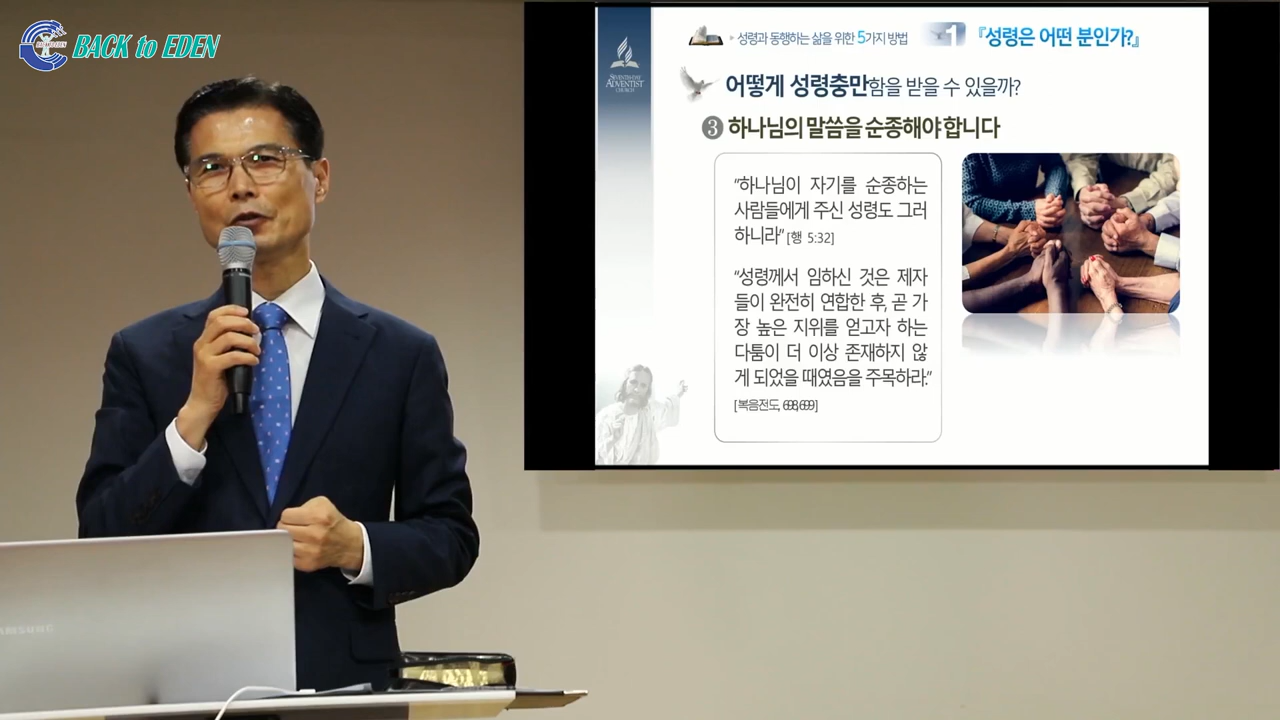 BACK to EDEN
성령과 동행하는 삶을 위한 5가지 방법
1 『성령은 어떤 분인가?』
SEVENTH-DAY
ADVENTIST
CHURCH
어떻게 성령충만함을 받을 수 있을까?
3 하나님의 말씀을 순종해야 합니다
"하나님이 자기를 순종하는
사람들에게 주신 성령도 그러
하니라" [행 5:32]
"성령께서 임하신 것은 제자
들이 완전히 연합한 후, 곧 가
장 높은 지위를 얻고자 하는
다툼이 더 이상 존재하지 않
게 되었을 때였음을 주목하라."
[복음전도, 698,699]
SAMSUNG